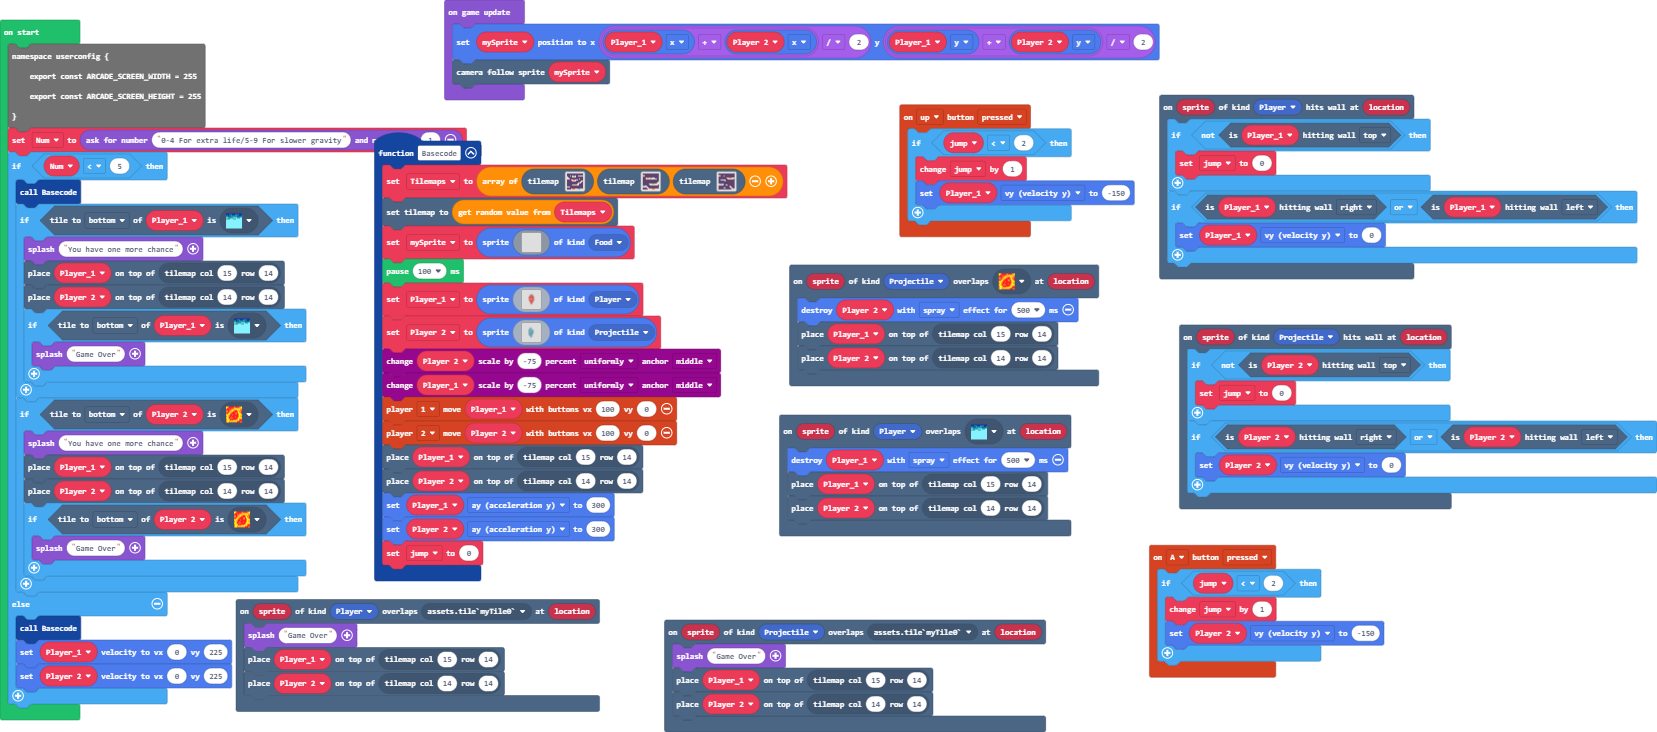 on start
namespace userconfig {
export const ARCADE_SCREEN_WIDTH = 255
export const ARCADE_SCREEN_HEIGHT = 255
}
set Num to ask for number "0-4 For extra life/5-9 For slower gravity" and
if Num < 5 then
call Basecode
if tile to bottom of Player_1 is then
splash "You have one more chance"
place Player_1 on top of tilemap col 15 row 14
place Player 2 on top of tilemap col 14 row 14
if tile to bottom of Player_1 is then
splash "Game Over"
if tile to bottom of Player 2 is then
splash "You have one more chance"
place Player_1 on top of tilemap col 15 row 14
place Player 2 on top of tilemap col 14 row 14
if tile to bottom of Player 2 is then
splash "Game Over"
else
call Basecode
set Player_1 velocity to vx 0 vy 225
set Player 2 velocity to vx 0 vy 225
on game update
set mySprite position to x Player_1 x + Player 2 x / 2 y Player_1 y + Player 2 y / 2
camera follow sprite mySprite
function Basecode
set Tilemaps to array of tilemap tilemap tilemap
set tilemap to get random value from Tilemaps
set mySprite to sprite of kind Food
pause 100 ms
set Player_1 to sprite of kind Player
set Player 2 to sprite of kind Projectile
change Player 2 scale by -75 percent uniformly anchor middle
change Player_1 scale by -75 percent uniformly anchor middle
player 1 move Player_1 with buttons vx 100 vy 0
player 2 move Player 2 with buttons vx 100 vy 0
place Player_1 on top of tilemap col 15 row 14
place Player 2 on top of tilemap col 14 row 14
set Player_1 ay (acceleration y) to 300
set Player 2 ay (acceleration y) to 300
set jump to 0
on sprite of kind Player overlaps assets.tile`myTile0` at location
splash "Game Over"
place Player_1 on top of tilemap col 15 row 14
place Player 2 on top of tilemap col 14 row 14
on up button pressed
if jump < 2 then
change jump by 1
set Player_1 vy (velocity y) to -150
on sprite of kind Projectile overlaps at location
destroy Player 2 with spray effect for 500 ms
place Player_1 on top of tilemap col 15 row 14
place Player 2 on top of tilemap col 14 row 14
on sprite of kind Player overlaps at location
destroy Player_1 with spray effect for 500 ms
place Player_1 on top of tilemap col 15 row 14
place Player 2 on top of tilemap col 14 row 14
on sprite of kind Projectile overlaps assets.tile`myTile0` at location
splash "Game Over"
place Player_1 on top of tilemap col 15 row 14
place Player 2 on top of tilemap col 14 row 14
on sprite of kind Player hits wall at location
if not is Player_1 hitting wall top then
set jump to 0
if is Player_1 hitting wall right or is Player_1 hitting wall left then
set Player_1 vy (velocity y) to 0
on sprite of kind Projectile hits wall at location
if not is Player 2 hitting wall top then
set jump to 0
if is Player 2 hitting wall right or is Player 2 hitting wall left then
set Player 2 vy (velocity y) to 0
on A button pressed
if jump < 2 then
change jump by 1
set Player 2 vy (velocity y) to -150